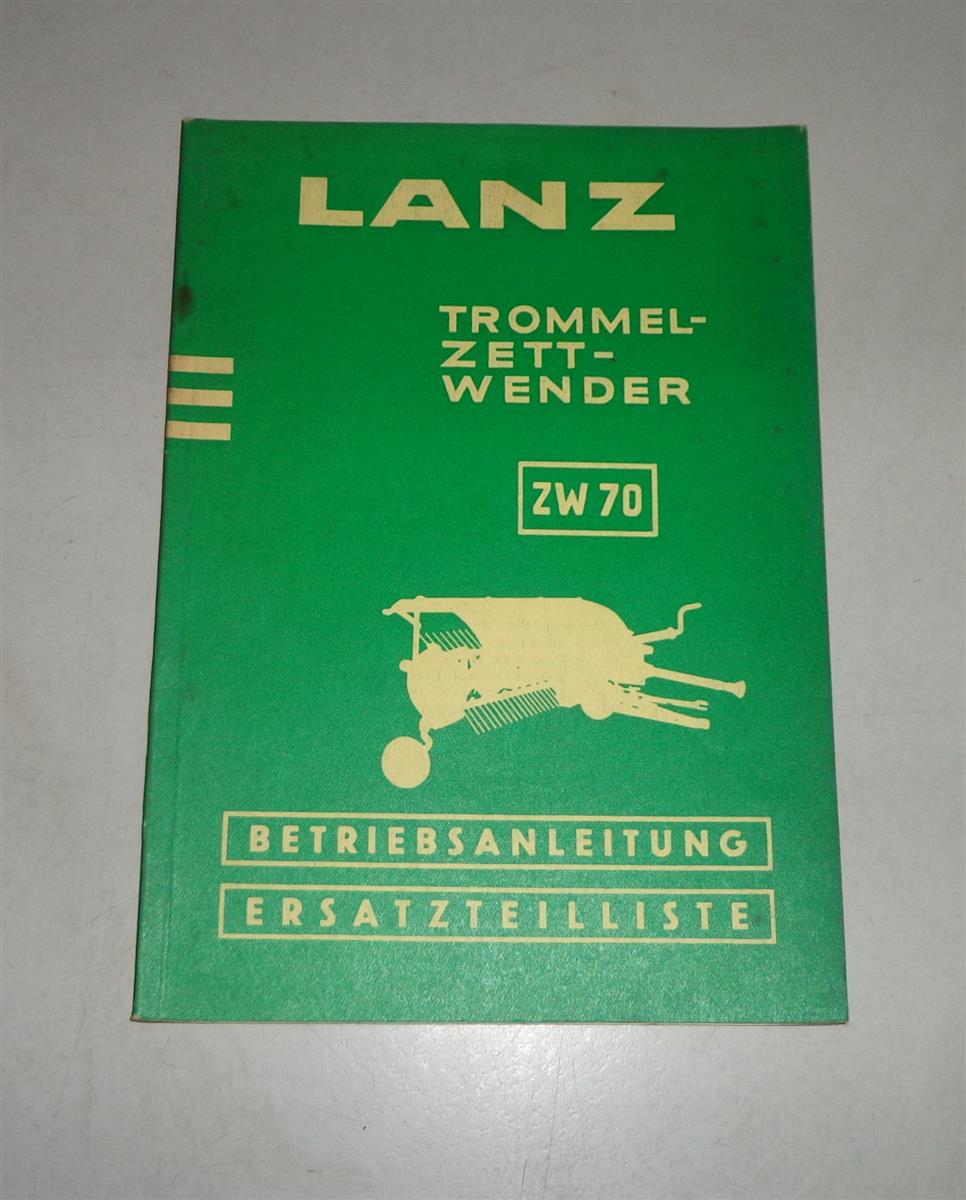 LANZ
TROMMEL-
ZETT-
WENDER
ZW 70
BETRIEBSANLEITUNG
ERSATZTEILLISTE